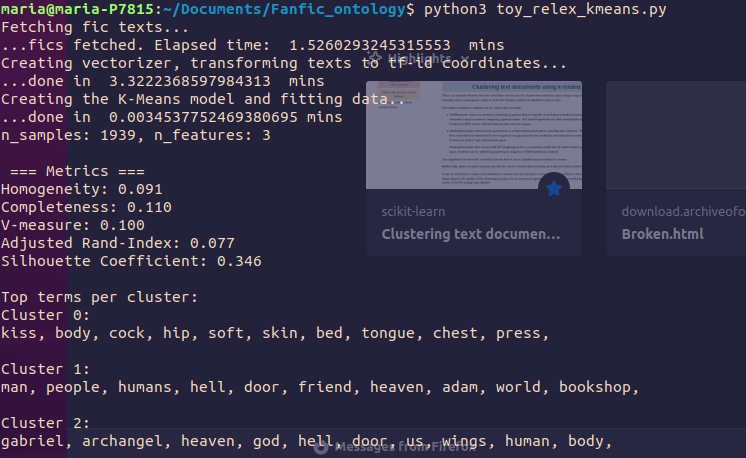 maria@maria-P7815:~/Documents/Fanfic_ontology$ python3 toy_relex_kmeans.py
Fetching fic texts...
...fics fetched. Elapsed time:  1.5260293245315553  mins
Highlights
Creating vectorizer, transforming texts to tf-idf coordinates...
...done in  3.3222368597984313  mins
Creating the K-Means model and fitting data...
...done in  0.0034537752469380695 mins
n_samples: 1939, n_features: 3
Clustering text documents using k-means
=== Metrics ===
Homogeneity: 0.091
Completeness: 0.110
V-measure: 0.100
Adjusted Rand-Index: 0.077
Silhouette Coefficient: 0.346
scikit-learn
Clustering text documen...
download.archiveofo
Broken.html
Top terms per cluster:
Cluster 0:
kiss, body, cock, hip, soft, skin, bed, tongue, chest, press,
Cluster 1:
man, people, humans, hell, door, friend, heaven, adam, world, bookshop,
Cluster 2:
gabriel, archangel, heaven, god, hell, door, us, wings, human, body,
Messages from Firefox